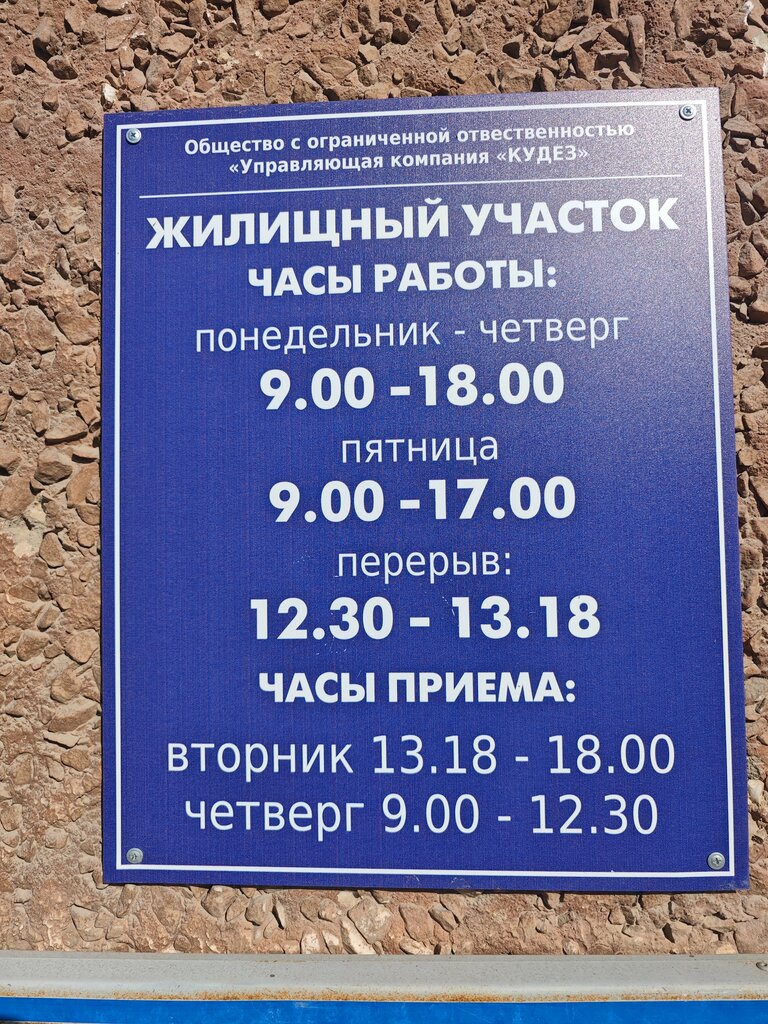 Общество с ограниченной отвественностью
«Управляющая компания «КУДЕЗ»
ЖИЛИЩНЫЙ УЧАСТОК
ЧАСЫ РАБОТЫ:
понедельник - четверг
9.00 -18.00
пятница
9.00 -17.00
перерыв:
12.30 - 13.18
ЧАСЫ ПРИЕМА:
вторник 13.18 - 18.00
четверг 9.00 - 12.30